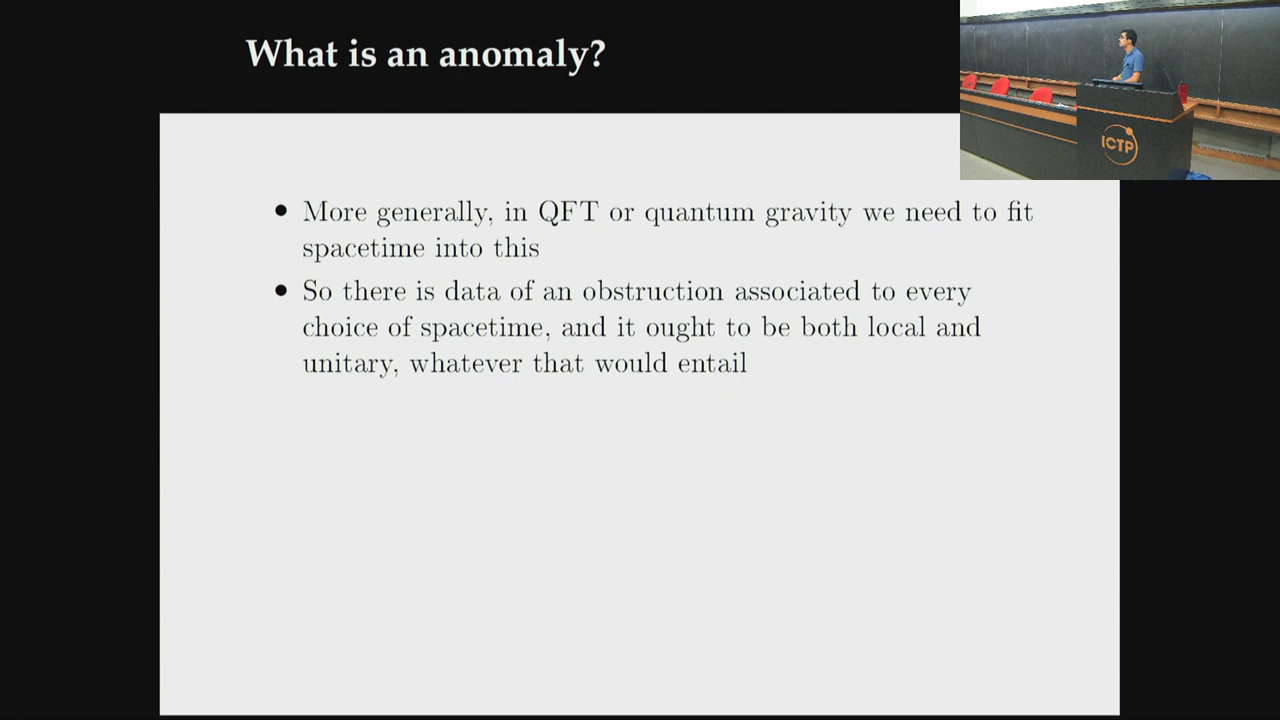 What is an anomaly?
ICTP
• More generally, in QFT or quantum gravity we need to fit
spacetime into this
• So there is data of an obstruction associated to every
choice of spacetime, and it ought to be both local and
unitary, whatever that would entail